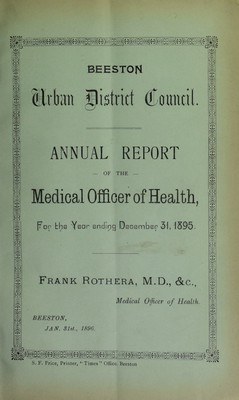 BEESTON
Urban District Council.
ANNUAL REPORT
— OF THE —
Medical Officer of Health,
For the Year ending December 31, 1895.
FRANK ROTHERA, M.D., &c.,
Medical Officer of Health.
BEESTON,
JAN. 31st., 1896.
Printer, "Times" Office, Beeston